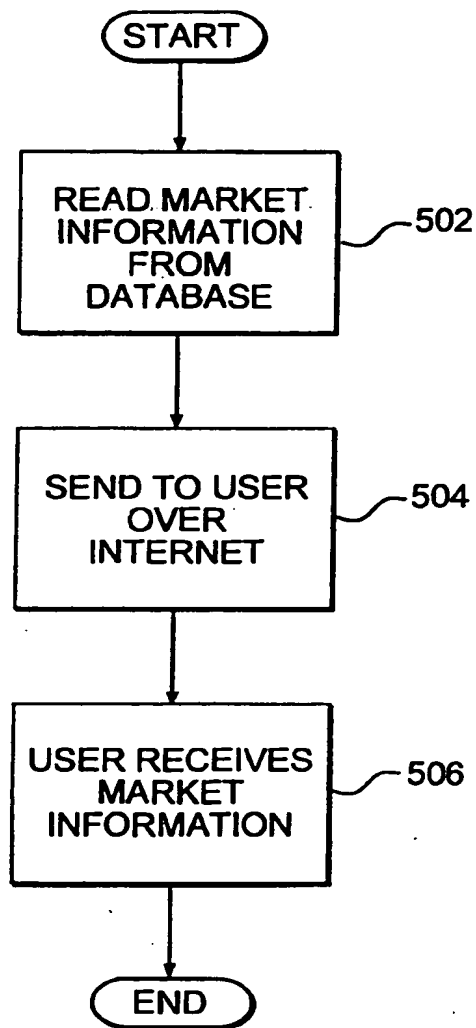 START
READ MARKET
INFORMATION
FROM
DATABASE
502
SEND TO USER
OVER
INTERNET
504
USER RECEIVES
MARKET
INFORMATION
506
END